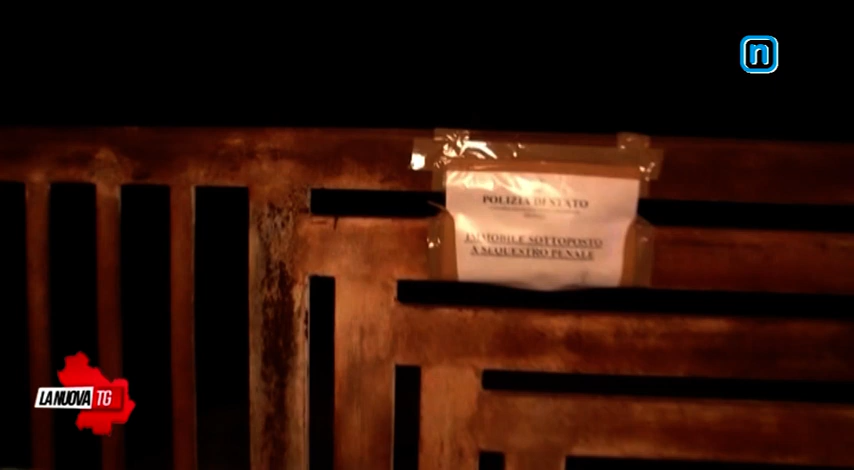 n
POLIZIA DI STATO
IMMOBILE SOTTOPOSTO
A SEQUESTRO PENALE
LA NUOVA TG